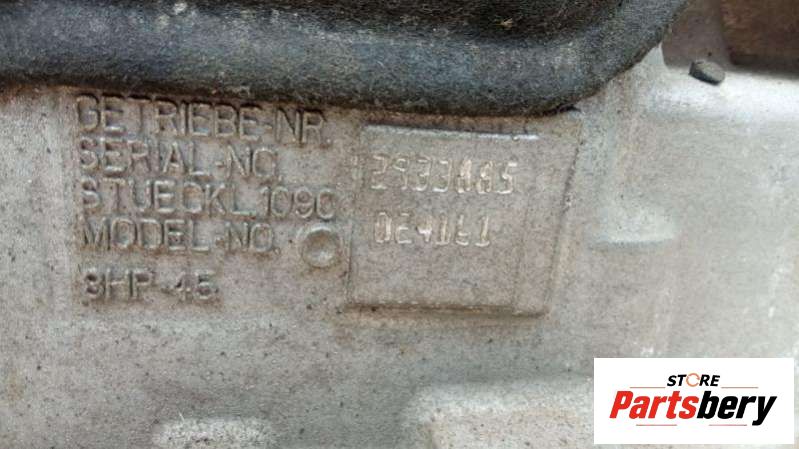 GETRIEBE-NR.
SERIAL-NO.
STUECKL.1090
MODEL-NO.
8HP 45
STORE
Partsbery